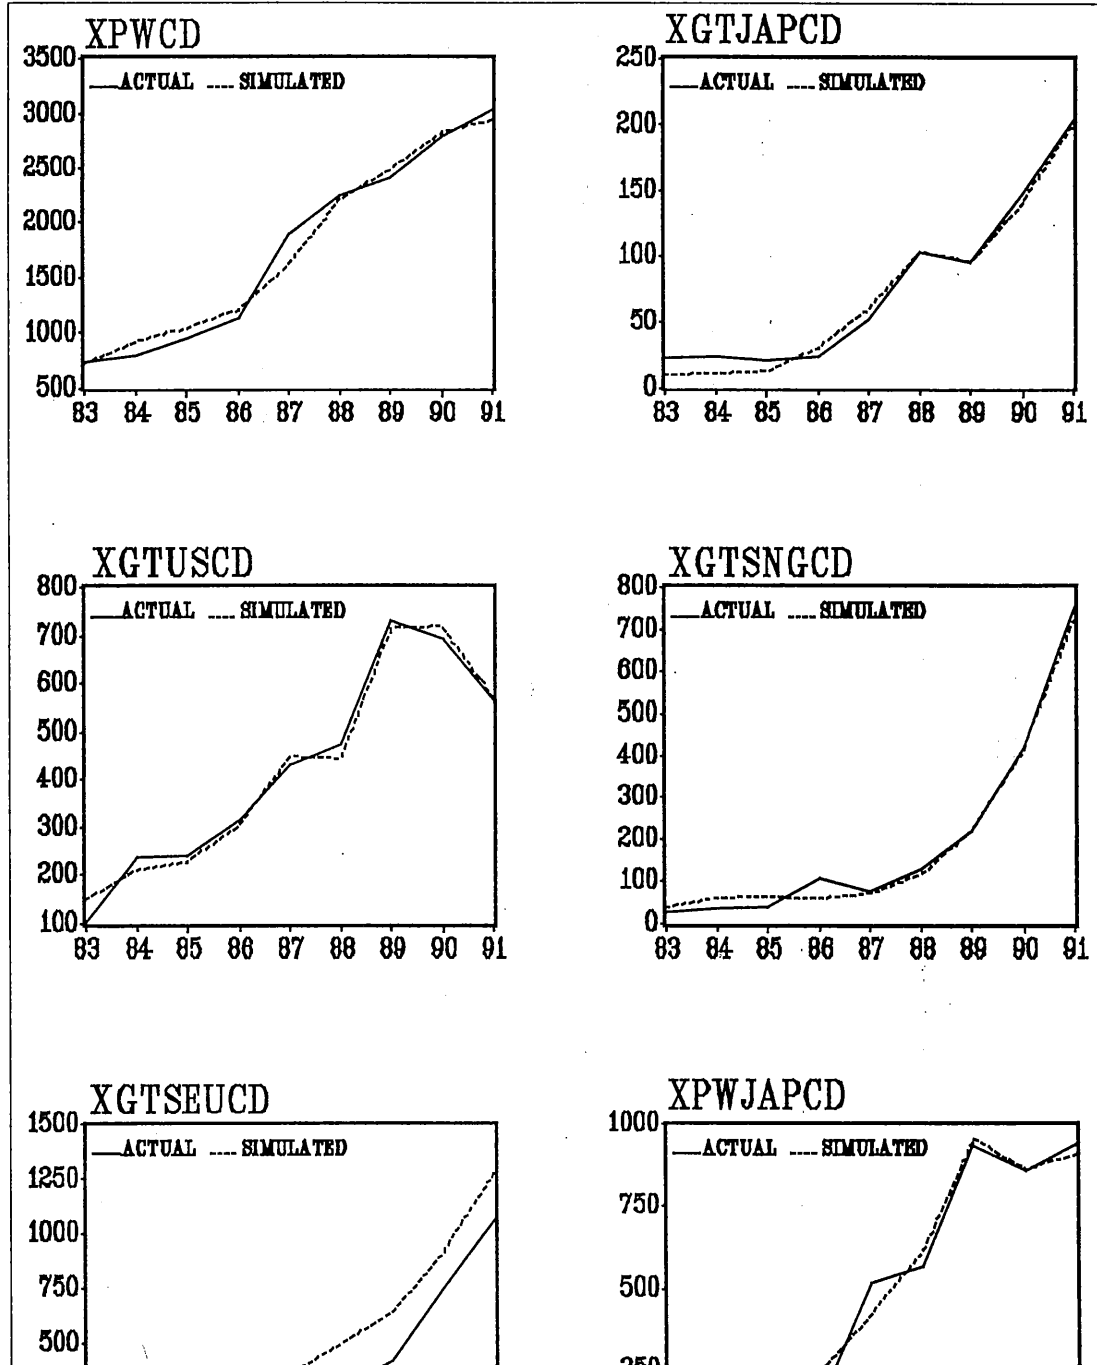 XPWCD
3500
ACTUAL SIMULATED
3000
2500
2000
1500
1000
500
83 84 85 86 87 88 89 90 91
XGTJAPCD
250
ACTUAL SIMULATED
200
150
100
50
0
83 84 85 86 87 88 89 90 91
XGTUSCD
800
ACTUAL SIMULATED
700
600
500
400
300
200
100
83 84 85 86 87 88 89 90 91
XGTSNGCD
800
ACTUAL SIMULATED
700
600
500
400
300
200
100
0
83 84 85 86 87 88 89 90 91
XGTSEUCD
1500
ACTUAL SIMULATED
1250
1000
750
500
XPWJAPCD
1000
ACTUAL SIMULATED
750
500
250